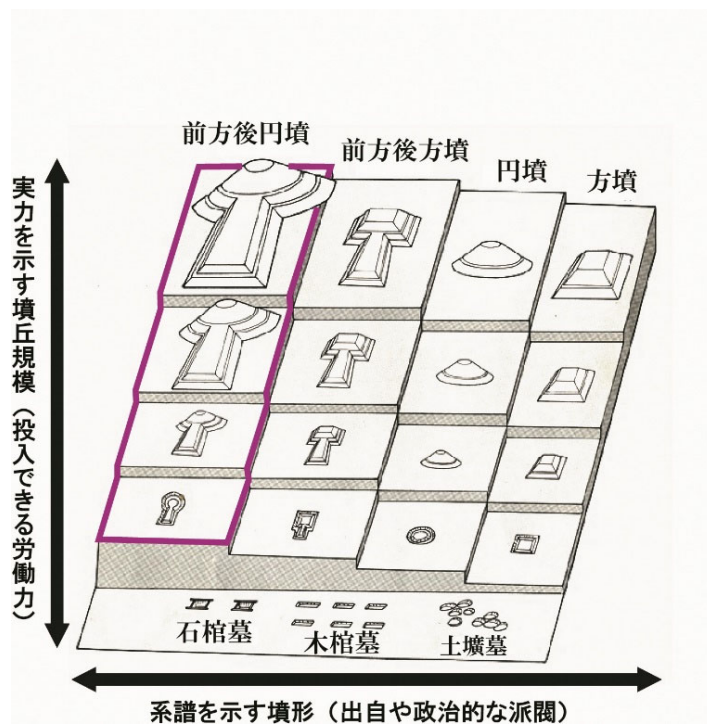 前方後円墳
前方後方墳
円墳
方墳
実力を示す墳丘規模（投入できる労働力）
石棺墓
木棺墓
土壙墓
系譜を示す墳形（出自や政治的な派閥）